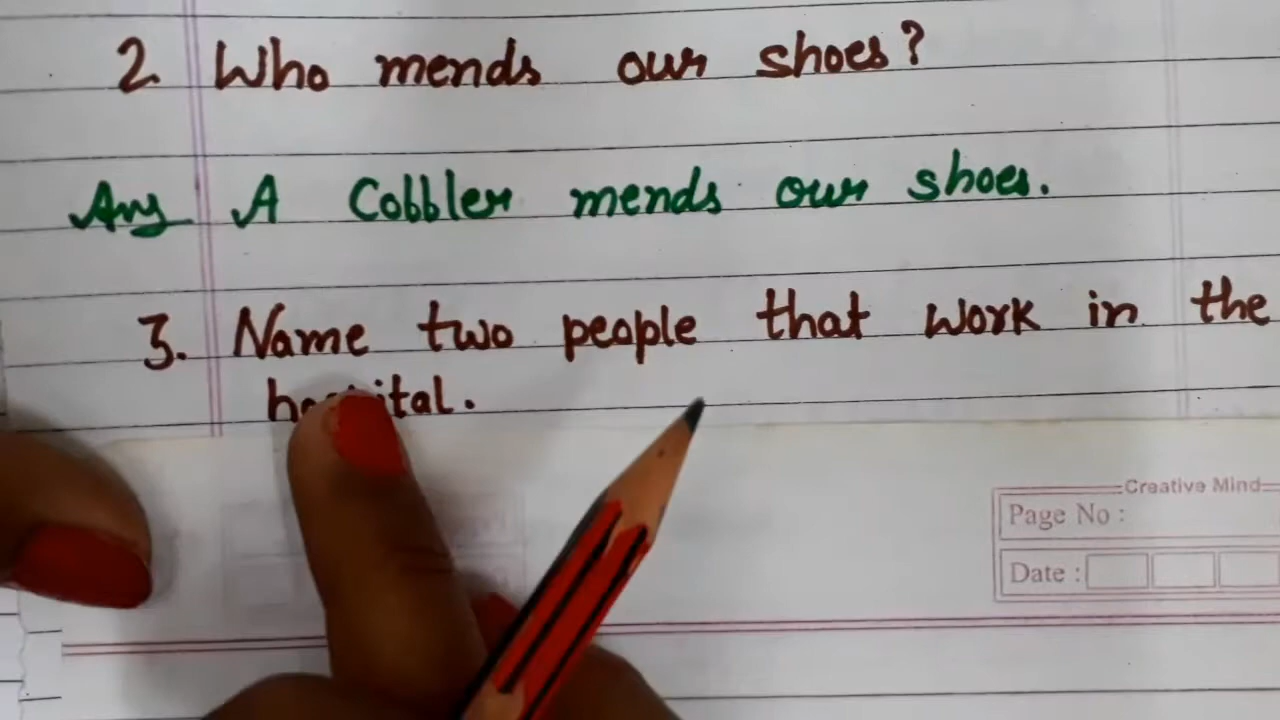 2. Who mends our shoes?
Ans A Cobbler mends our shoes.
3. Name two people that work in the
hospital.
Creative Mind
Page No :
Date :